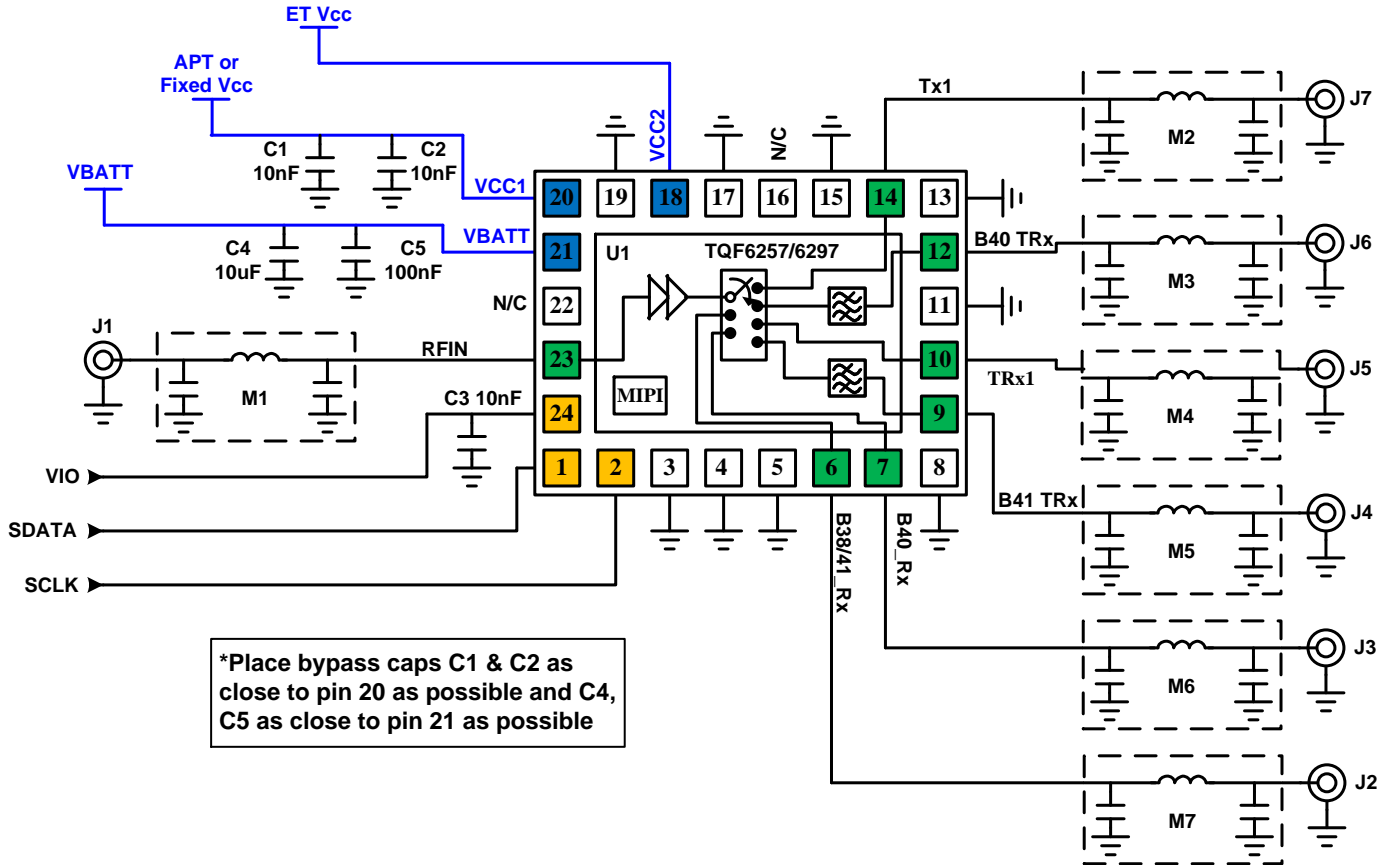 ET Vcc
APT or
Fixed Vcc
VBATT
C1
10nF
C2
10nF
VCC1
VCC2
N/C
Tx1
M2
J7
C4
10uF
C5
100nF
VBATT
20
19
18
17
16
15
14
13
21
U1
TQF6257/6297
12
B40 TRx
M3
J6
N/C
22
11
J1
M1
RFIN
23
10
TRx1
M4
J5
C3 10nF
24
MIPI
9
B41 TRx
M5
J4
1
2
3
4
5
6
7
8
VIO
SDATA
SCLK
B38/41_Rx
B40_Rx
M6
J3
M7
J2
*Place bypass caps C1 & C2 as
close to pin 20 as possible and C4,
C5 as close to pin 21 as possible